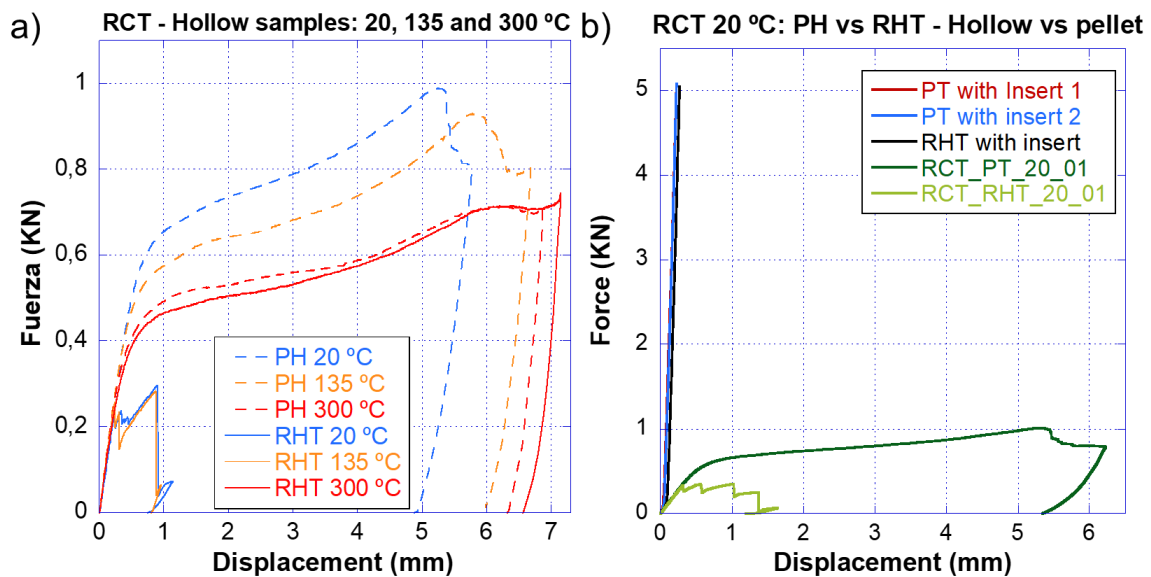 a)
RCT - Hollow samples: 20, 135 and 300 ºC
Fuerza (KN)
1
0,8
0,6
0,4
0,2
0
0
1
2
3
4
5
6
7
Displacement (mm)
PH 20 ºC
PH 135 ºC
PH 300 ºC
RHT 20 ºC
RHT 135 ºC
RHT 300 ºC
b)
RCT 20 ºC: PH vs RHT - Hollow vs pellet
Force (KN)
5
4
3
2
1
0
0
1
2
3
4
5
6
Displacement (mm)
PT with Insert 1
PT with insert 2
RHT with insert
RCT_PT_20_01
RCT_RHT_20_01